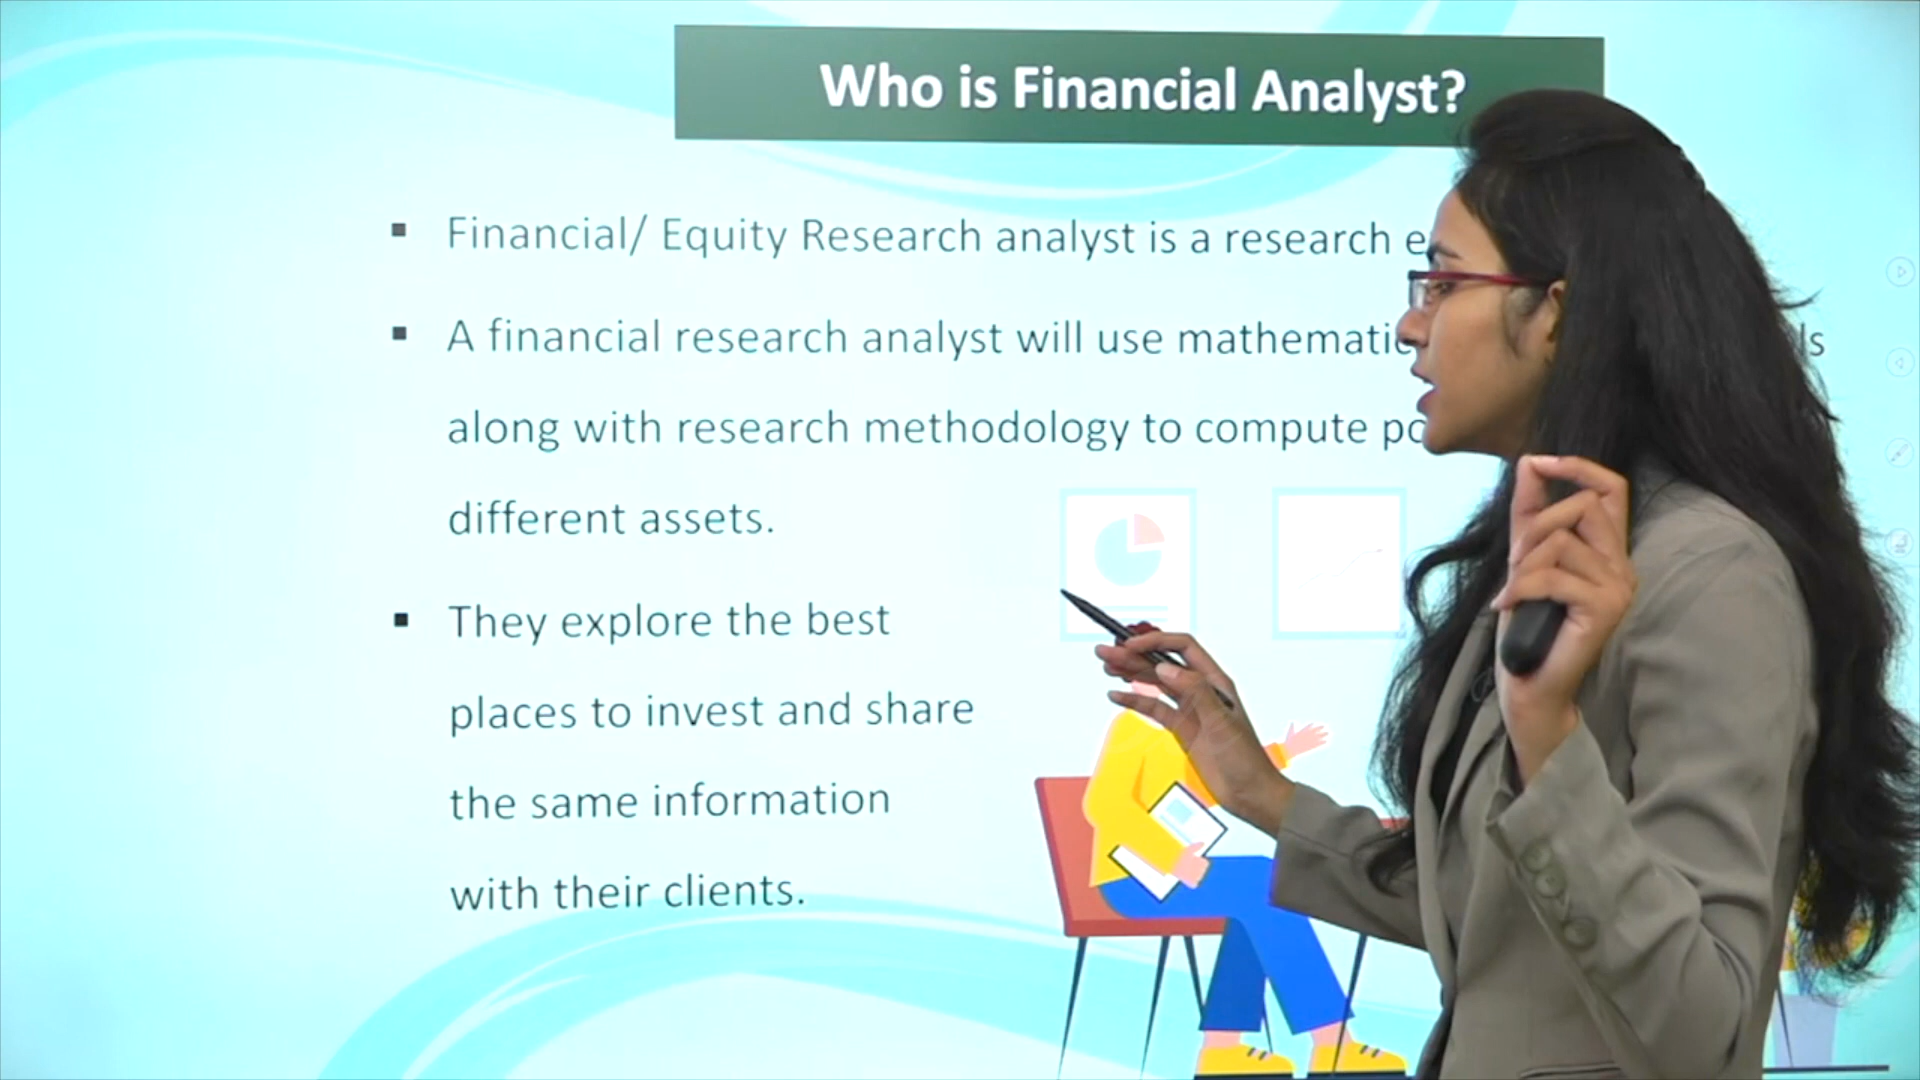 Who is Financial Analyst?
Financial/ Equity Research analyst is a research
A financial research analyst will use
along with research methodology to compute
different assets.
They explore the best
places to invest and share
the same information
with their clients.